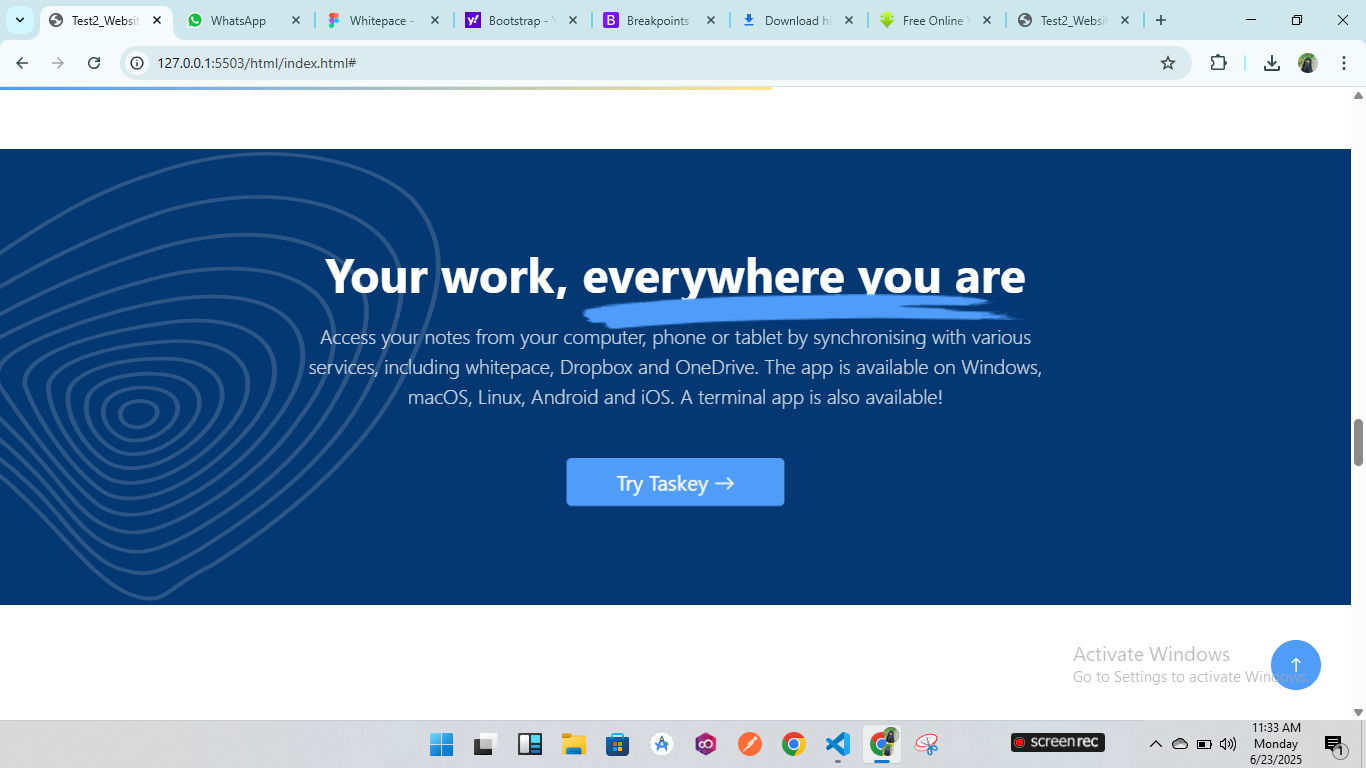 Test2_Websit
WhatsApp
Whitepace -
Bootstrap -
Breakpoints
Download hi
Free Online
Test2_Websit
127.0.0.1:5503/html/index.html#
Your work, everywhere you are
Access your notes from your computer, phone or tablet by synchronising with various
services, including whitepace, Dropbox and OneDrive. The app is available on Windows,
macOS, Linux, Android and iOS. A terminal app is also available!
Try Taskey →
Activate Windows
Go to Settings to activate Windows.
screenrec
11:33 AM
Monday
6/23/2025
1